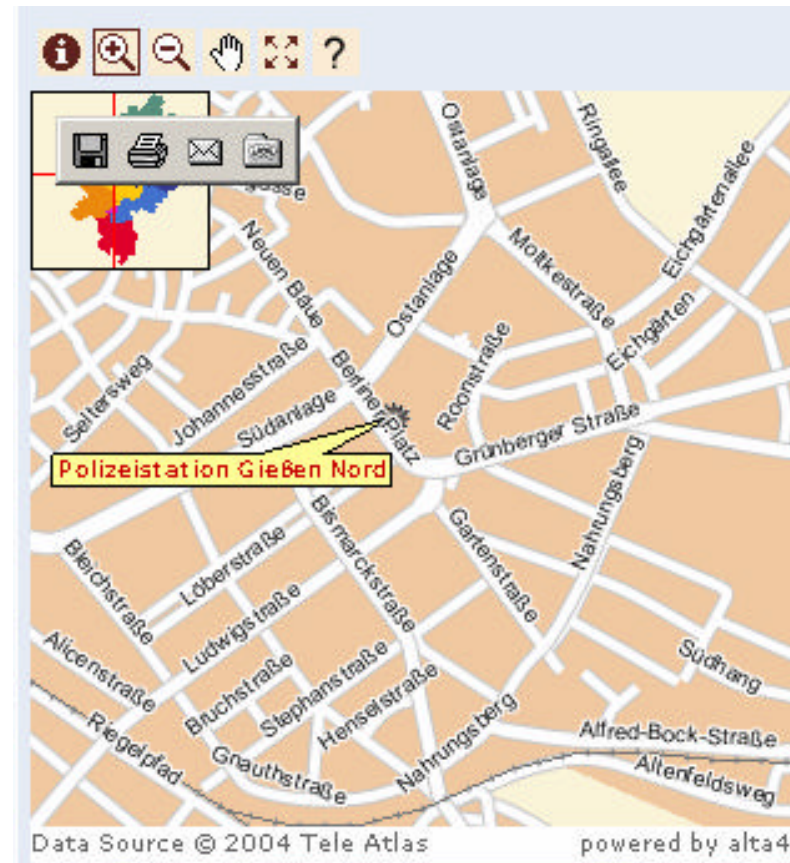 ?
Ostanlage
Ringallee
Eichgärtenallee
gasse
Neuen Bäue
Moltkestraße
Ostanlage
Eichgärten
Seltersweg
Johannesstraße
Berliner Platz
Roonstraße
Südanlage
Grünberger Straße
Polizeistation Gießen Nord
Nahrungsberg
Bismarckstraße
Gartenstraße
Bleichstraße
Löberstraße
Ludwigstraße
Alicenstraße
Südhang
Bruchstraße
Stephanstraße
Henselstraße
Riegelpfad
Gnauthstraße
Nahrungsberg
Alfred-Bock-Straße
Altenfeldsweg
Data Source © 2004 Tele Atlas
powered by alta4